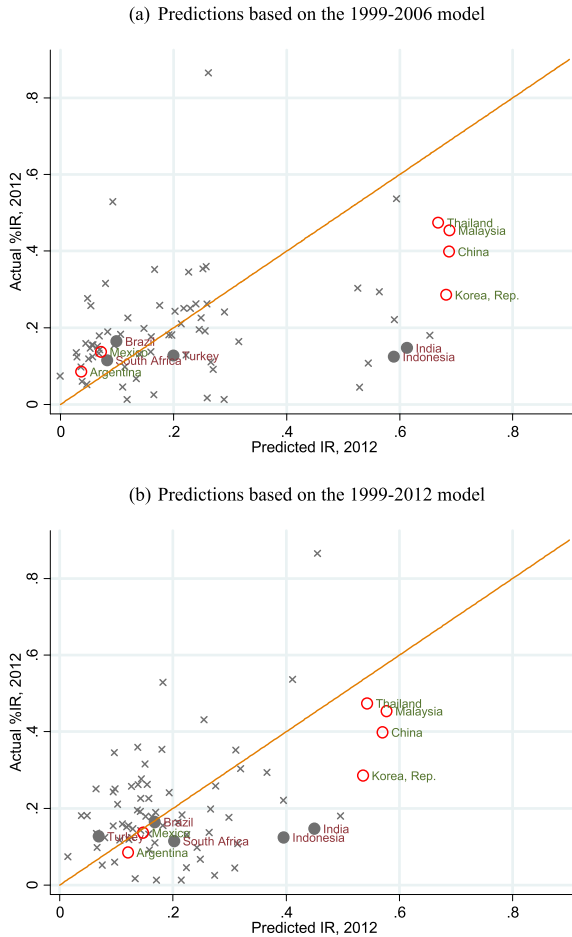 (a) Predictions based on the 1999-2006 model
Actual %IR, 2012
.8
.6
.4
.2
0
Thailand
Malaysia
China
Korea, Rep.
Brazil
Mexico
South Africa
Turkey
India
Indonesia
Argentina
0 .2 .4 .6 .8
Predicted IR, 2012
(b) Predictions based on the 1999-2012 model
Actual %IR, 2012
.8
.6
.4
.2
0
Thailand
Malaysia
China
Korea, Rep.
Brazil
Turkey
Mexico
South Africa
India
Indonesia
Argentina
0 .2 .4 .6 .8
Predicted IR, 2012